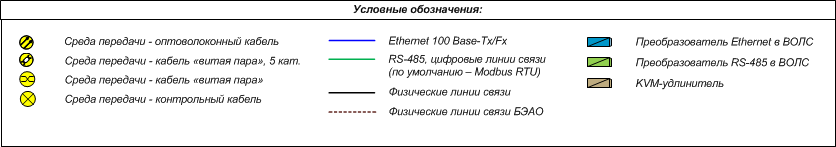 Условные обозначения:
Среда передачи - оптоволоконный кабель
Среда передачи - кабель «витая пара», 5 кат.
Среда передачи - кабель «витая пара»
Среда передачи - контрольный кабель
Ethernet 100 Base-Tx/Fx
RS-485, цифровые линии связи
(по умолчанию – Modbus RTU)
Физические линии связи
Физические линии связи БЭАО
Преобразователь Ethernet в ВОЛС
Преобразователь RS-485 в ВОЛС
KVM-удлинитель